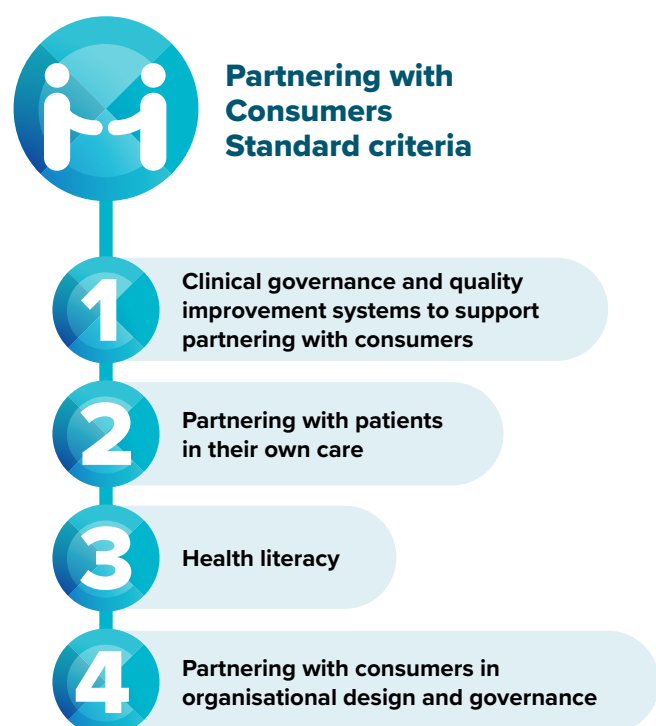 Partnering with
Consumers
Standard criteria
1
Clinical governance and quality
improvement systems to support
partnering with consumers
2
Partnering with patients
in their own care
3
Health literacy
4
Partnering with consumers in
organisational design and governance